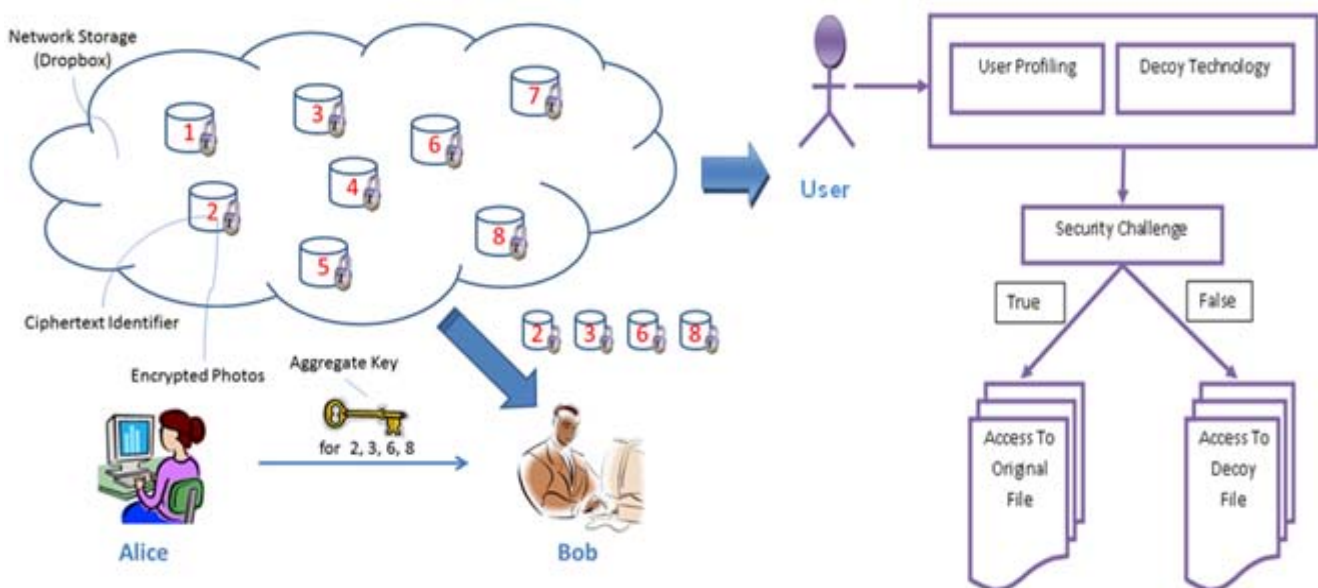 Network Storage
(Dropbox)
1
3
7
6
4
2
8
5
Ciphertext Identifier
Encrypted Photos
2
3
6
8
Aggregate Key
for 2, 3, 6, 8
Alice
Bob
User
User Profiling
Decoy Technology
Security Challenge
True
False
Access To
Original
File
Access To
Decoy
File